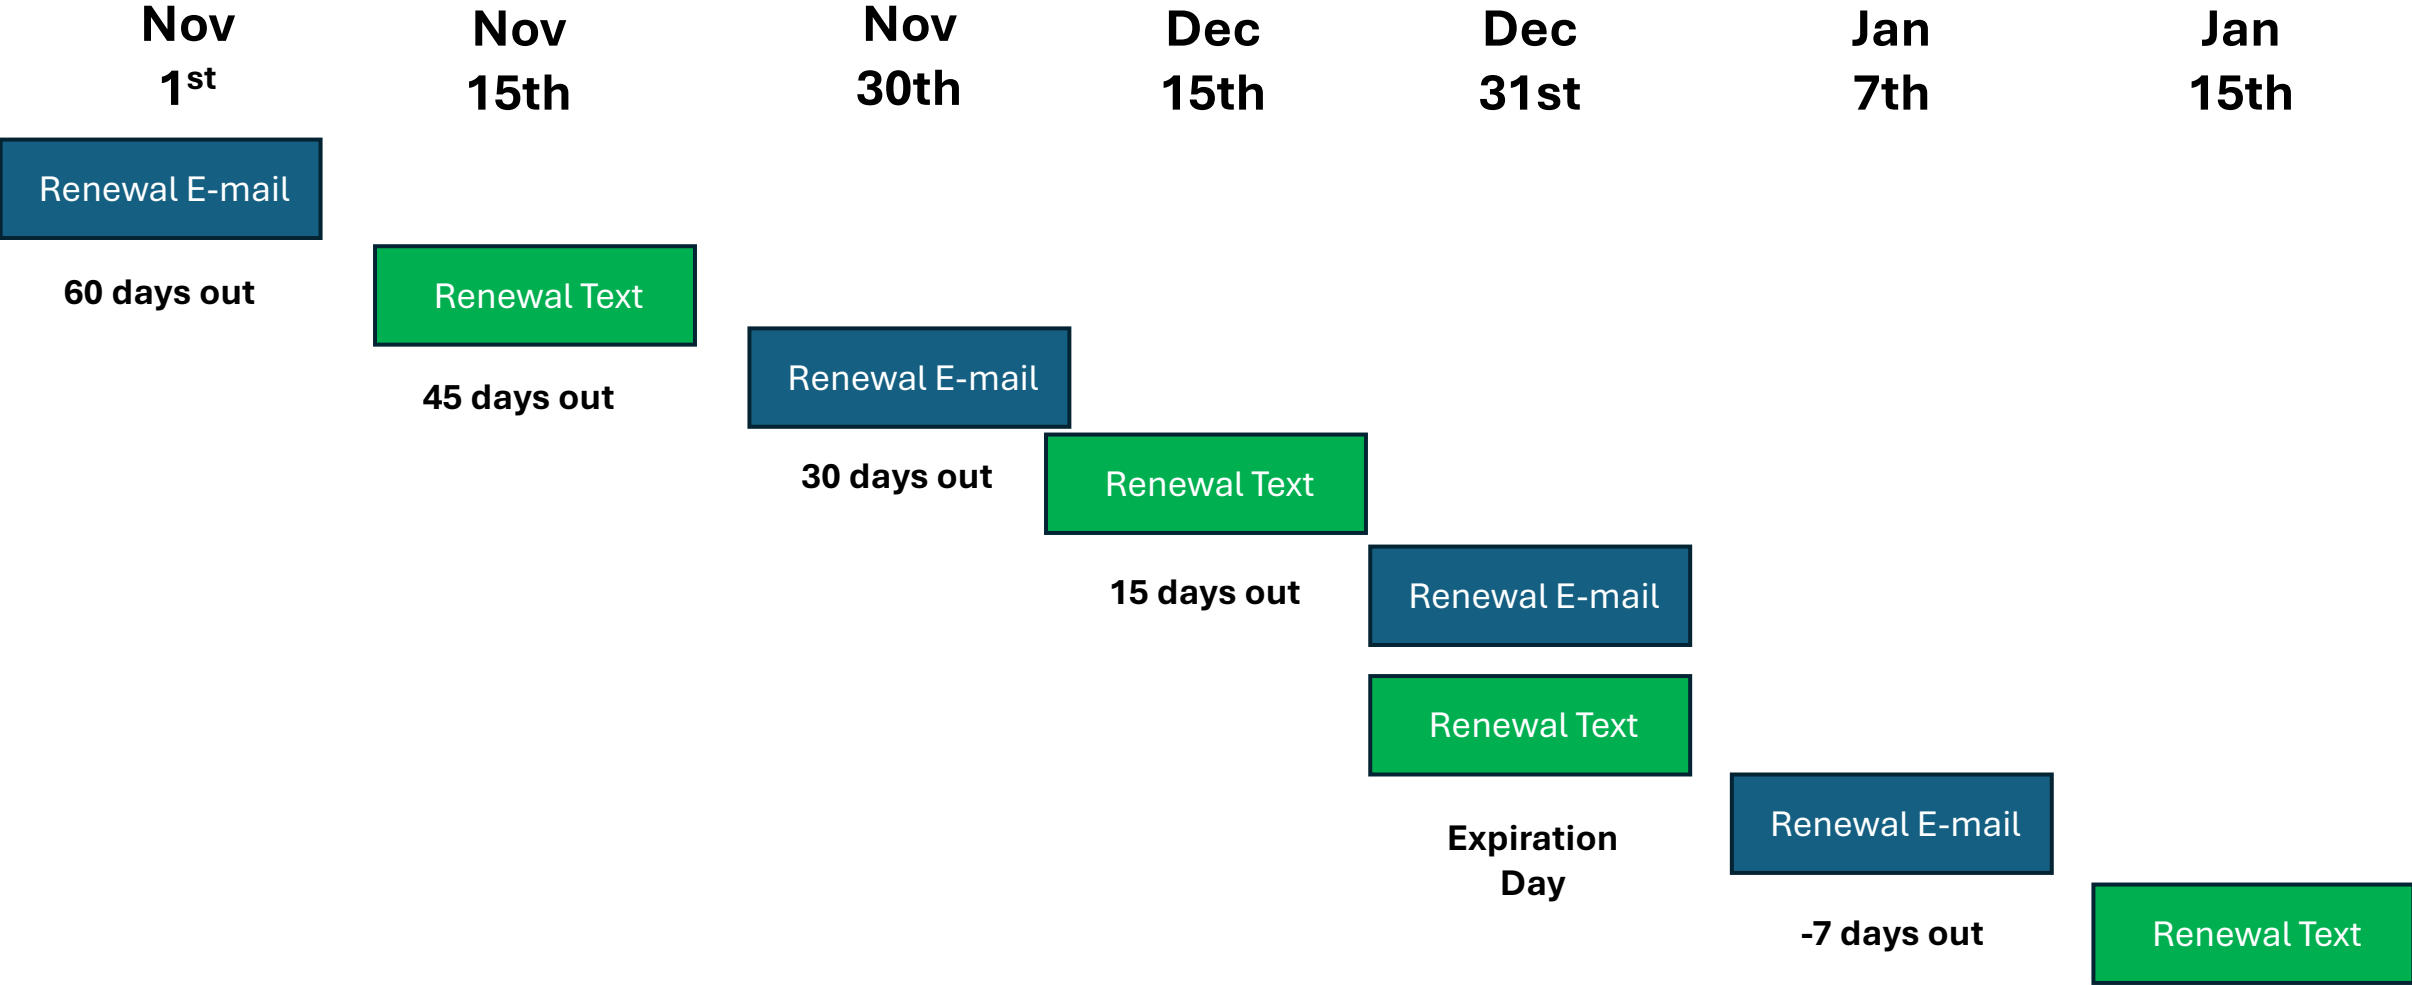 Nov
1st
Nov
15th
Nov
30th
Dec
15th
Dec
31st
Jan
7th
Jan
15th
Renewal E-mail
60 days out
Renewal Text
45 days out
Renewal E-mail
30 days out
Renewal Text
15 days out
Renewal E-mail
Renewal Text
Expiration
Day
Renewal E-mail
-7 days out
Renewal Text